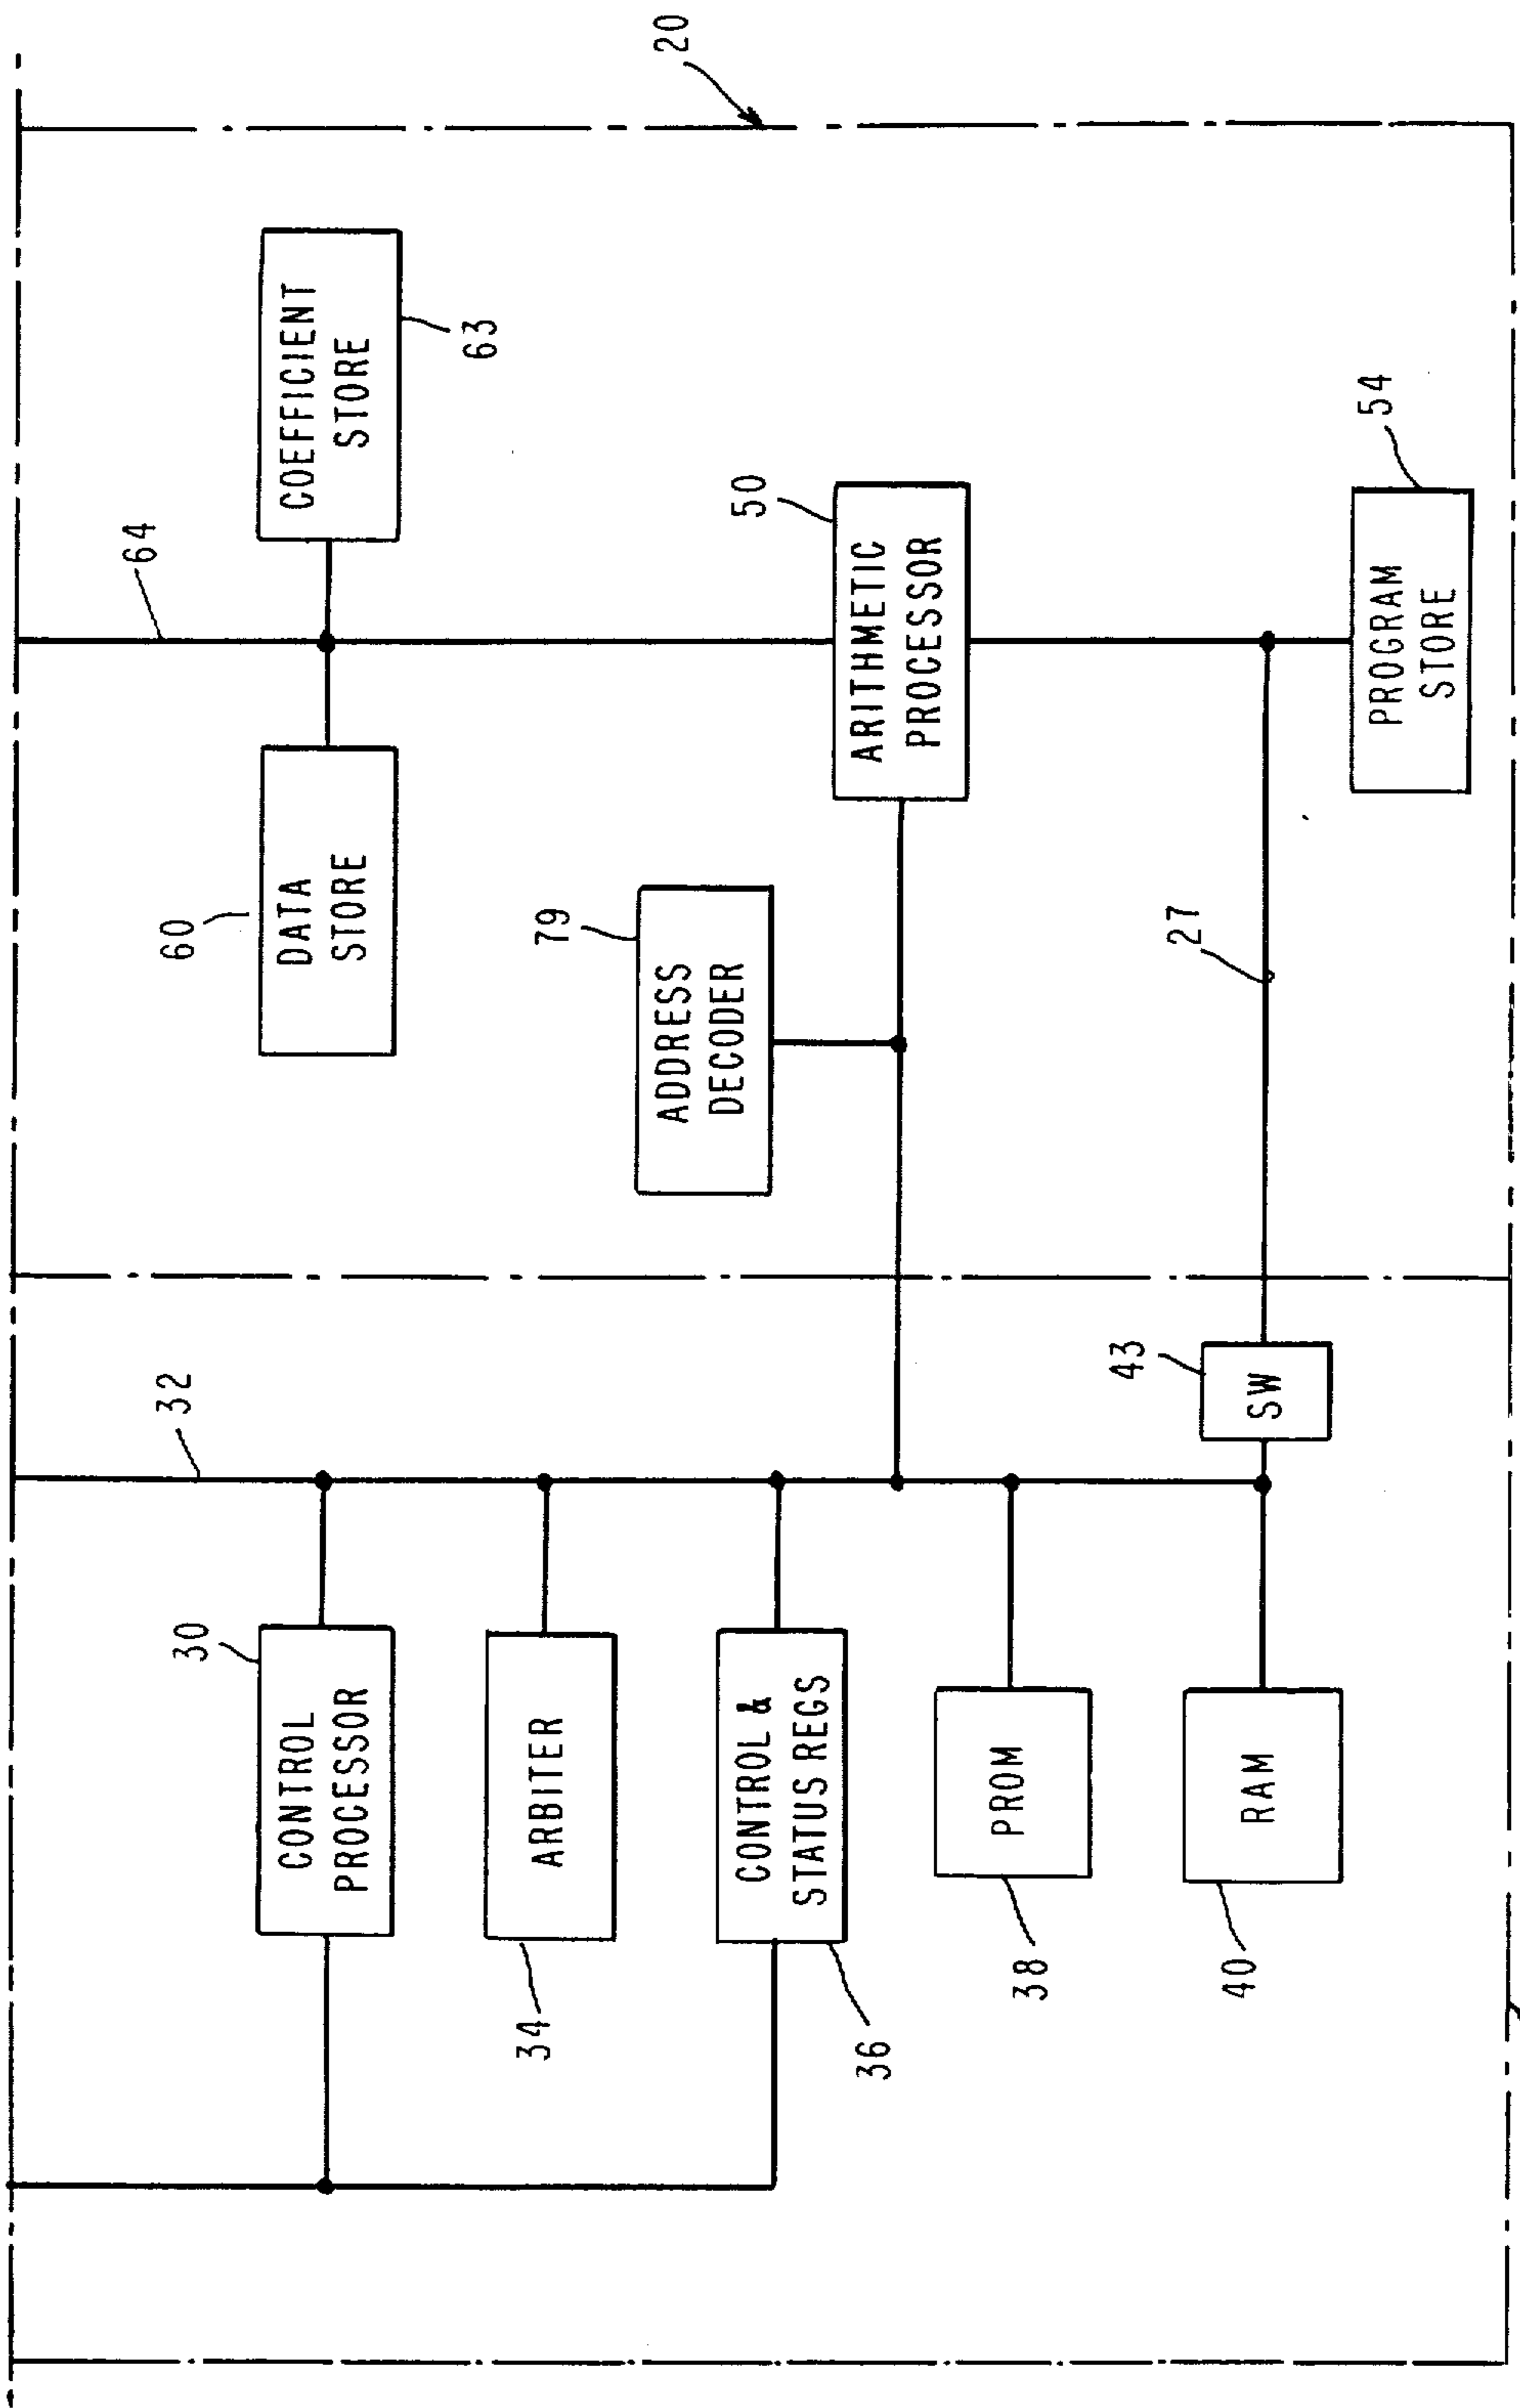 20
64
COEFFICIENT
STORE
63
60
DATA
STORE
32
30
CONTROL
PROCESSOR
79
ADDRESS
DECODER
50
ARITHMETIC
PROCESSOR
34
ARBITER
36
CONTROL &
STATUS REGS
38
PROM
43
SW
27
54
PROGRAM
STORE
40
RAM